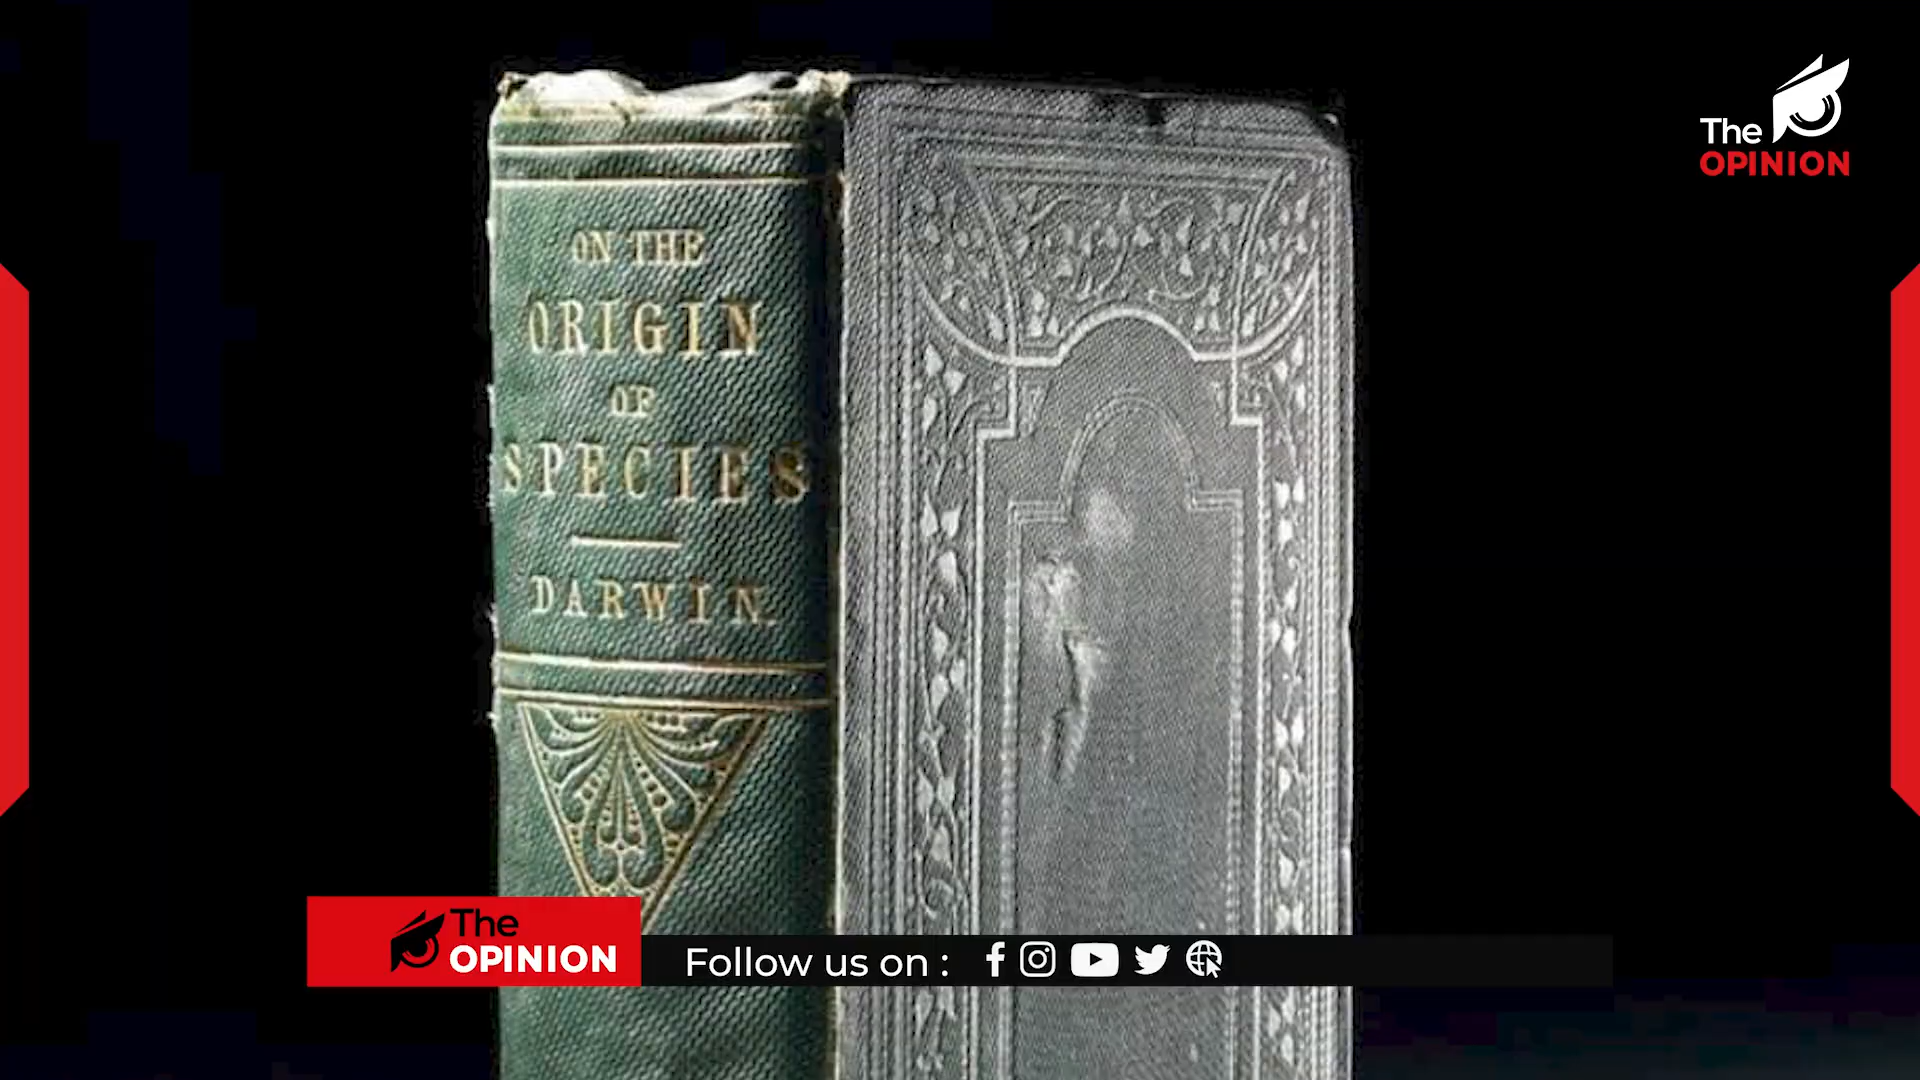 The
OPINION
ON THE
ORIGIN
OF
SPECIES
DARWIN.
The
OPINION
Follow us on :